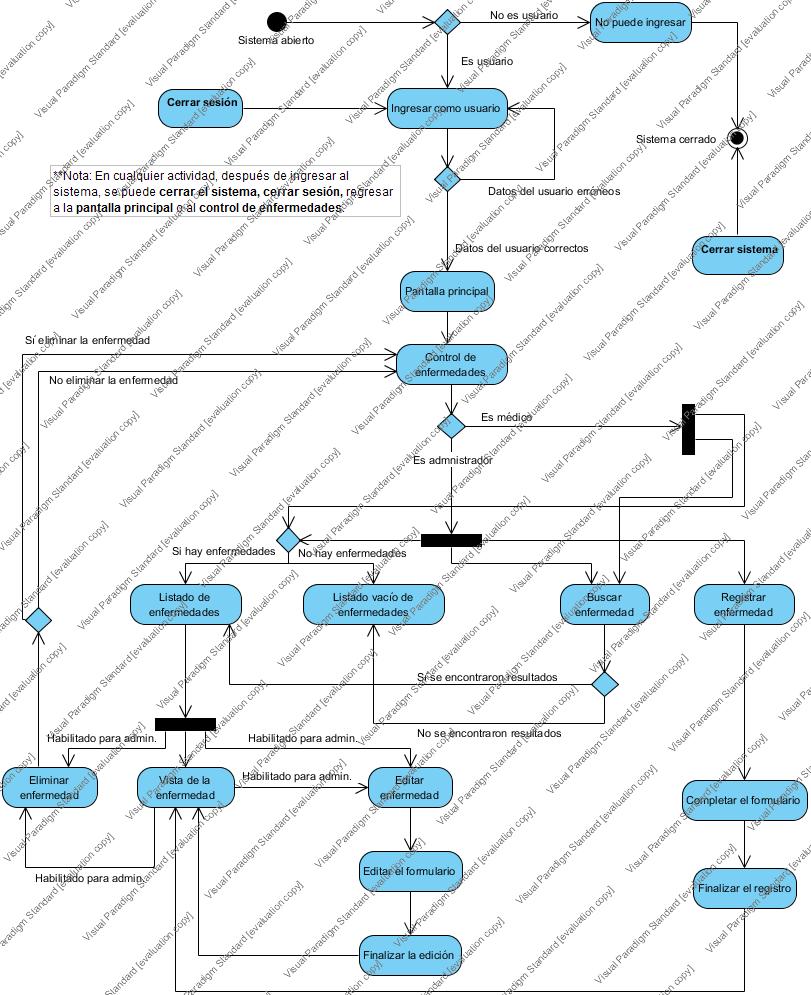 Sistema abierto
No es usuario
No puede ingresar
Es usuario
Cerrar sesión
Ingresar como usuario
Sistema cerrado
**Nota: En cualquier actividad, después de ingresar al
sistema, se puede cerrar el sistema, cerrar sesión, regresar
a la pantalla principal o al control de enfermedades.
Datos del usuario erróneos
Datos del usuario correctos
Cerrar sistema
Pantalla principal
Sí eliminar la enfermedad
Control de
enfermedades
No eliminar la enfermedad
Es médico
Es admnistrador
Si hay enfermedades
No hay enfermedades
Listado de
enfermedades
Listado vacío de
enfermedades
Buscar
enfermedad
Registrar
enfermedad
Si se encontraron resultados
No se encontraron resultados
Habilitado para admin.
Habilitado para admin.
Habilitado para admin.
Eliminar
enfermedad
Vista de la
enfermedad
Editar
enfermedad
Completar el formulario
Habilitado para admin.
Editar el formulario
Finalizar el registro
Finalizar la edición
Visual Paradigm Standard [evaluation copy]